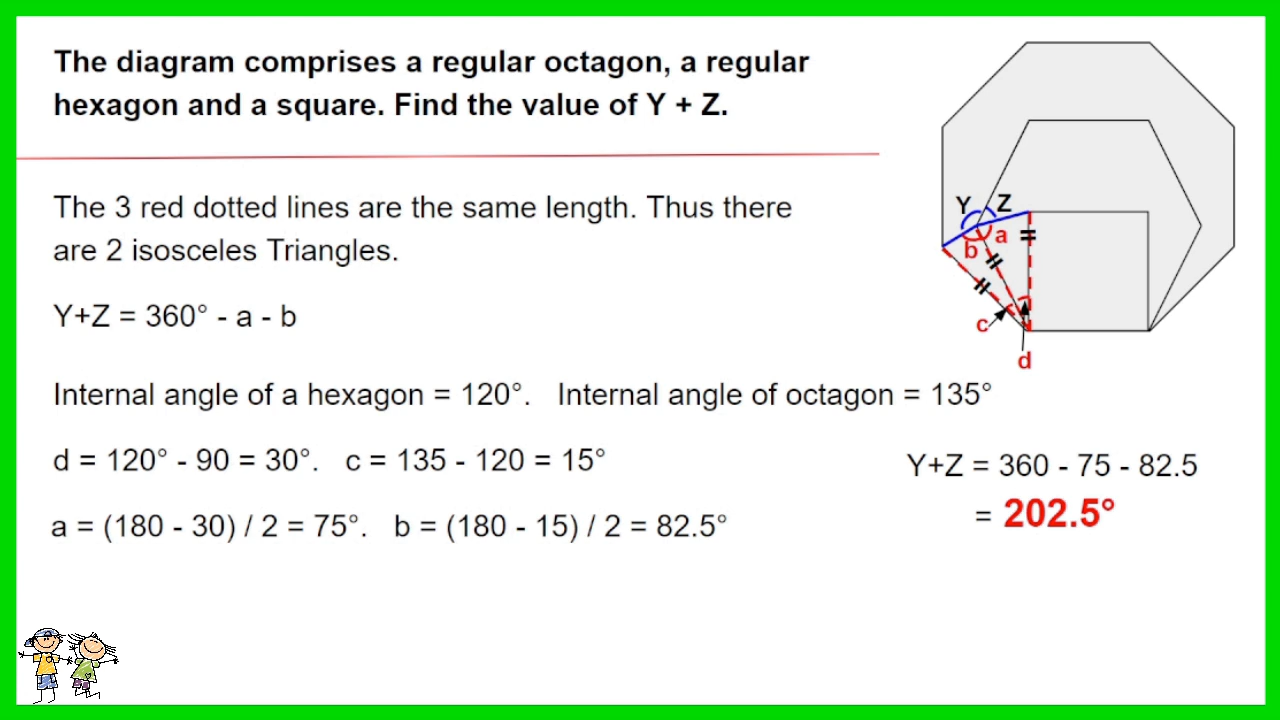 The diagram comprises a regular octagon, a regular
hexagon and a square. Find the value of Y + Z.
The 3 red dotted lines are the same length. Thus there
are 2 isosceles Triangles.
Y+Z = 360° - a - b
Y Z
a
b
c
d
Internal angle of a hexagon = 120°. Internal angle of octagon = 135°
d = 120° - 90 = 30°. c = 135 - 120 = 15°
a = (180 - 30) / 2 = 75°. b = (180 - 15) / 2 = 82.5°
Y+Z = 360 - 75 - 82.5
= 202.5°